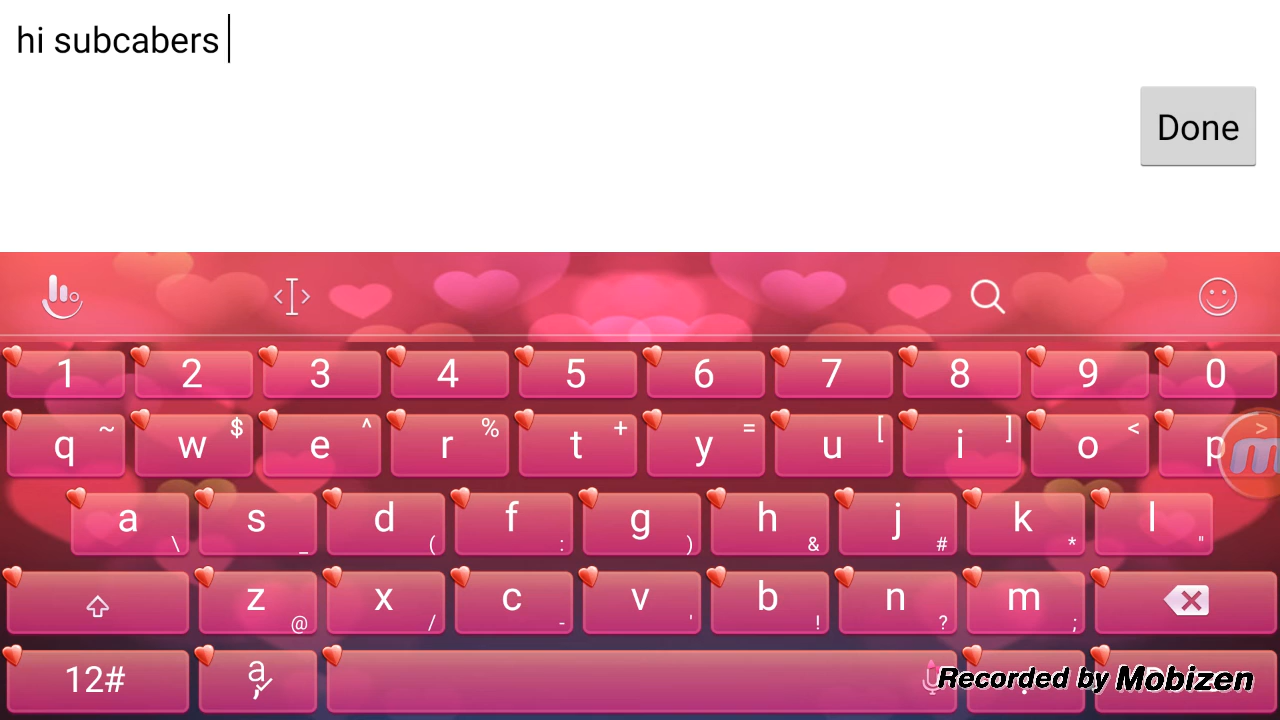 hi subcabers
Done
1 2 3 4 5 6 7 8 9 0
q ~ w $ e ^ r % t + y = u [ i ] o < p >
a \ s _ d ( f : g ) h & j # k * l "
z @ x / c - v ' b ! n ? m ;
12# a
Recorded by Mobizen